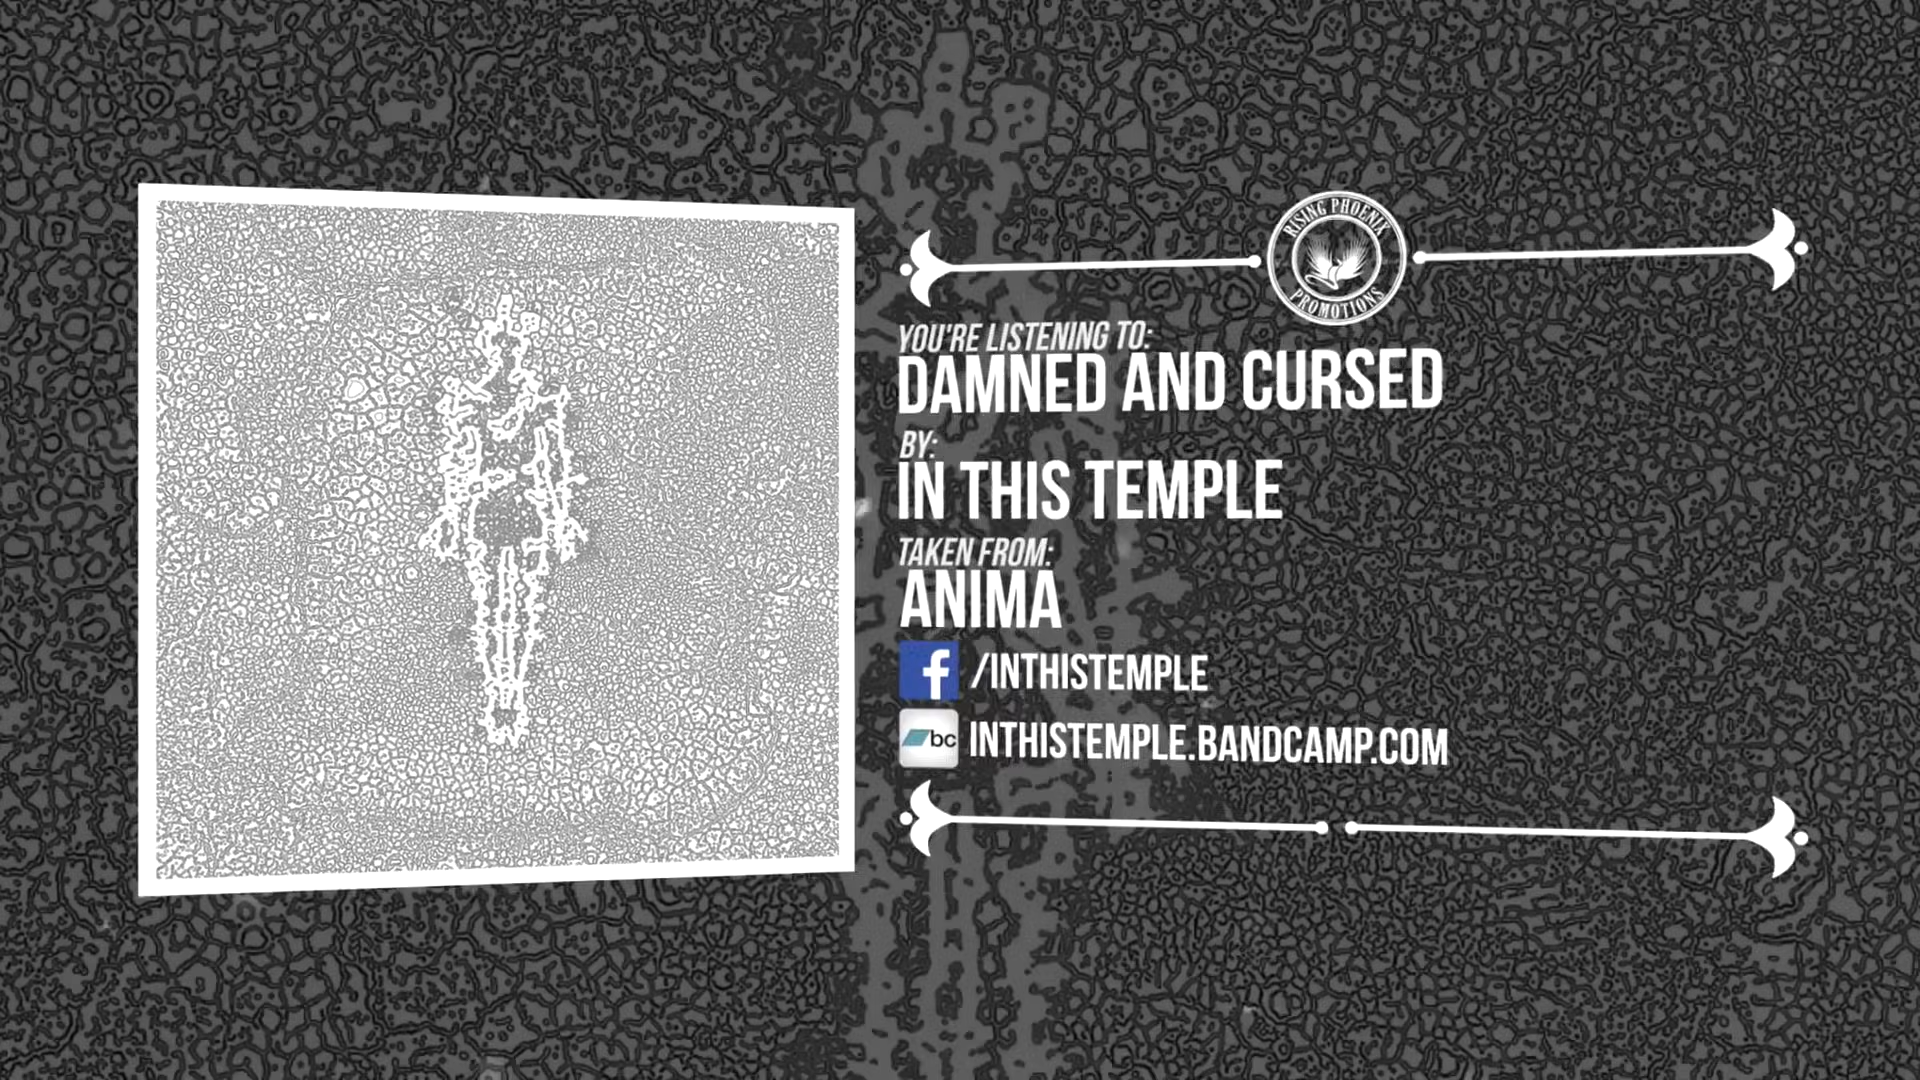 RISING PHOENIX
PROMOTIONS
YOU'RE LISTENING TO:
DAMNED AND CURSED
BY:
IN THIS TEMPLE
TAKEN FROM:
ANIMA
f /INTHISTEMPLE
bc INTHISTEMPLE.BANDCAMP.COM